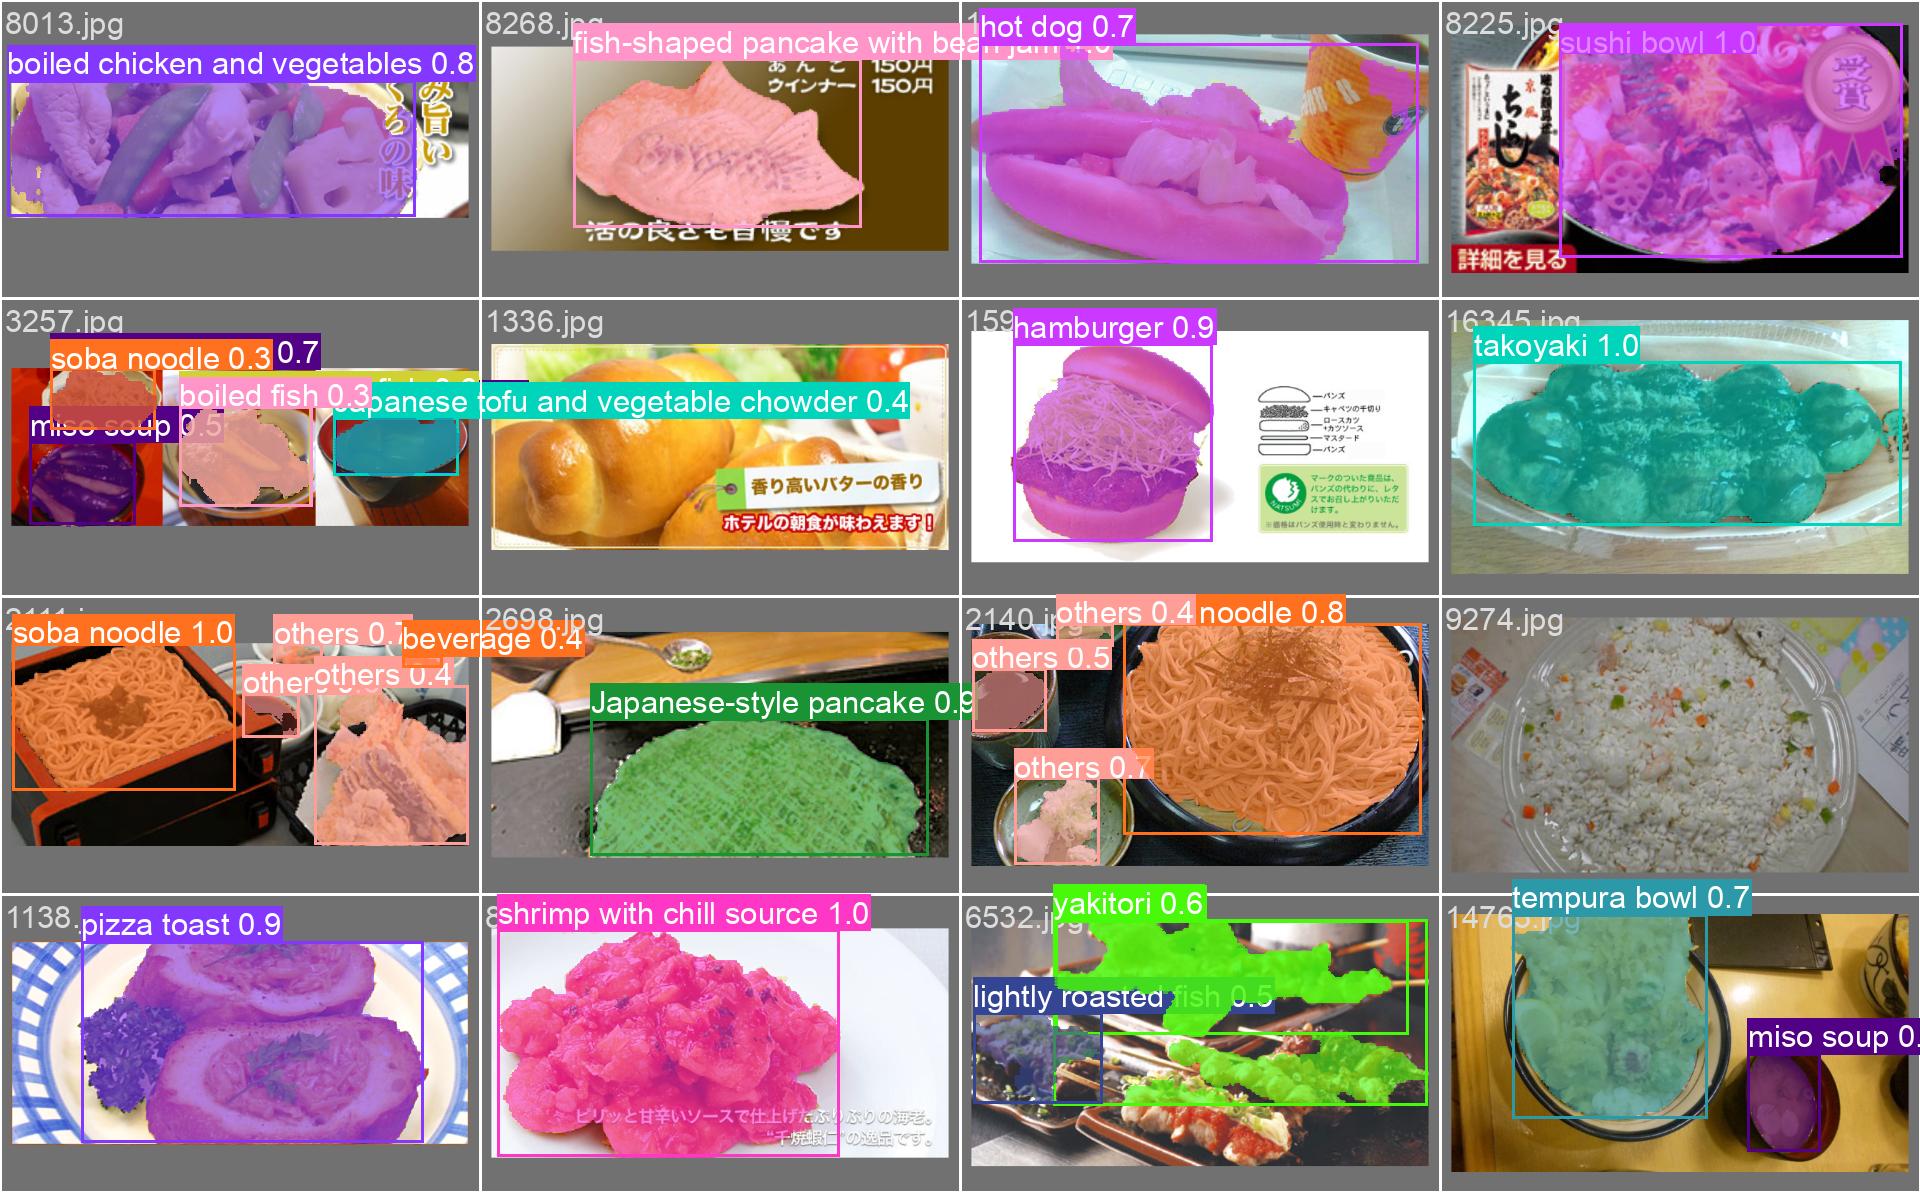 8013.jpg
boiled chicken and vegetables 0.8
み旨い
くろの味
8268.jpg
fish-shaped pancake with bean jam 1.0
あんこ 150円
ウインナー 150円
活の良さも自慢です
hot dog 0.7
8225.jpg
sushi bowl 1.0
受賞
京風
ちらし
詳細を見る
3257.jpg
soba noodle 0.3
0.7
boiled fish 0.3
miso soup 0.5
Japanese tofu and vegetable chowder 0.4
1336.jpg
香り高いバターの香り
ホテルの朝食が味わえます!
159
hamburger 0.9
バンズ
キャベツの千切り
ロースカツ
+カツソース
マスタード
バンズ
NATSUMI
マークのついた商品は、
バンズの代わりに、レタ
スでお召し上がりいただ
けます。
※価格はバンズ使用時と変わりません。
16345.jpg
takoyaki 1.0
2111.j
soba noodle 1.0
others 0.7
beverage 0.4
others
others 0.4
2698.jpg
Japanese-style pancake 0.9
2140.jpg
others 0.4
noodle 0.8
others 0.5
others 0.7
9274.jpg
1138.
pizza toast 0.9
8
shrimp with chill source 1.0
ピリッと甘辛いソースで仕上げたぷりぷりの海老。
“干焼蝦仁”の逸品です。
6532.jpg
yakitori 0.6
lightly roasted fish 0.5
14765.jpg
tempura bowl 0.7
miso soup 0.